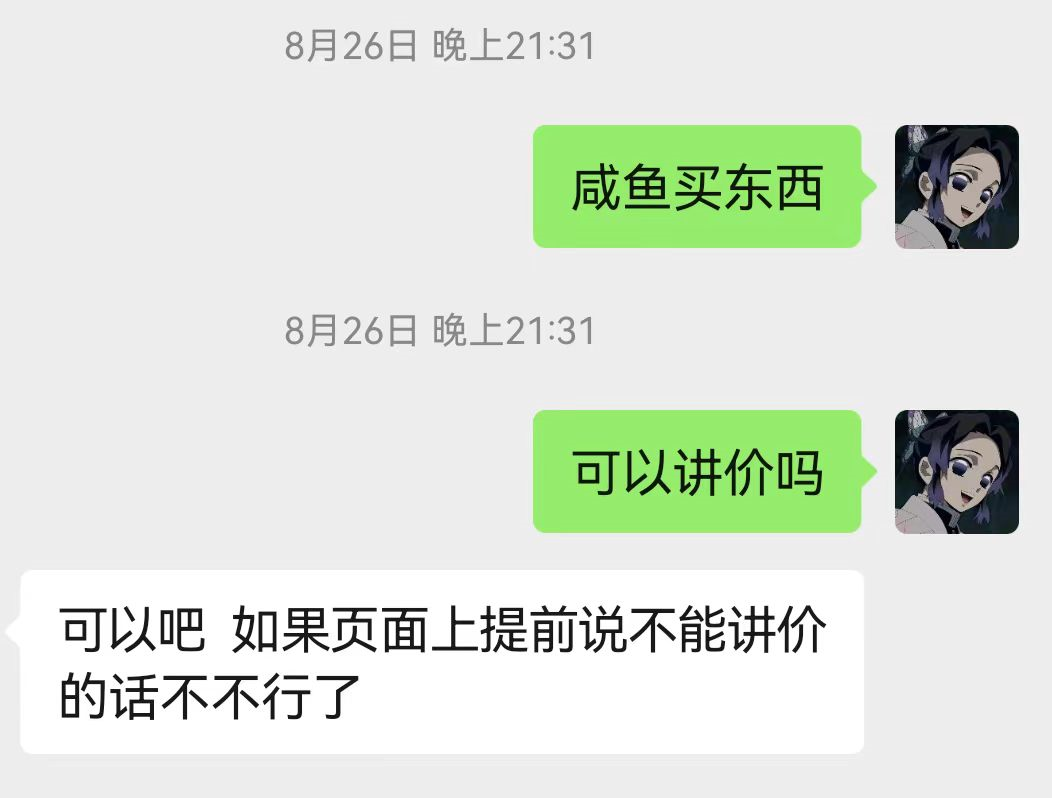 8月26日 晚上21:31
咸鱼买东西
8月26日 晚上21:31
可以讲价吗
可以吧 如果页面上提前说不能讲价
的话不不行了